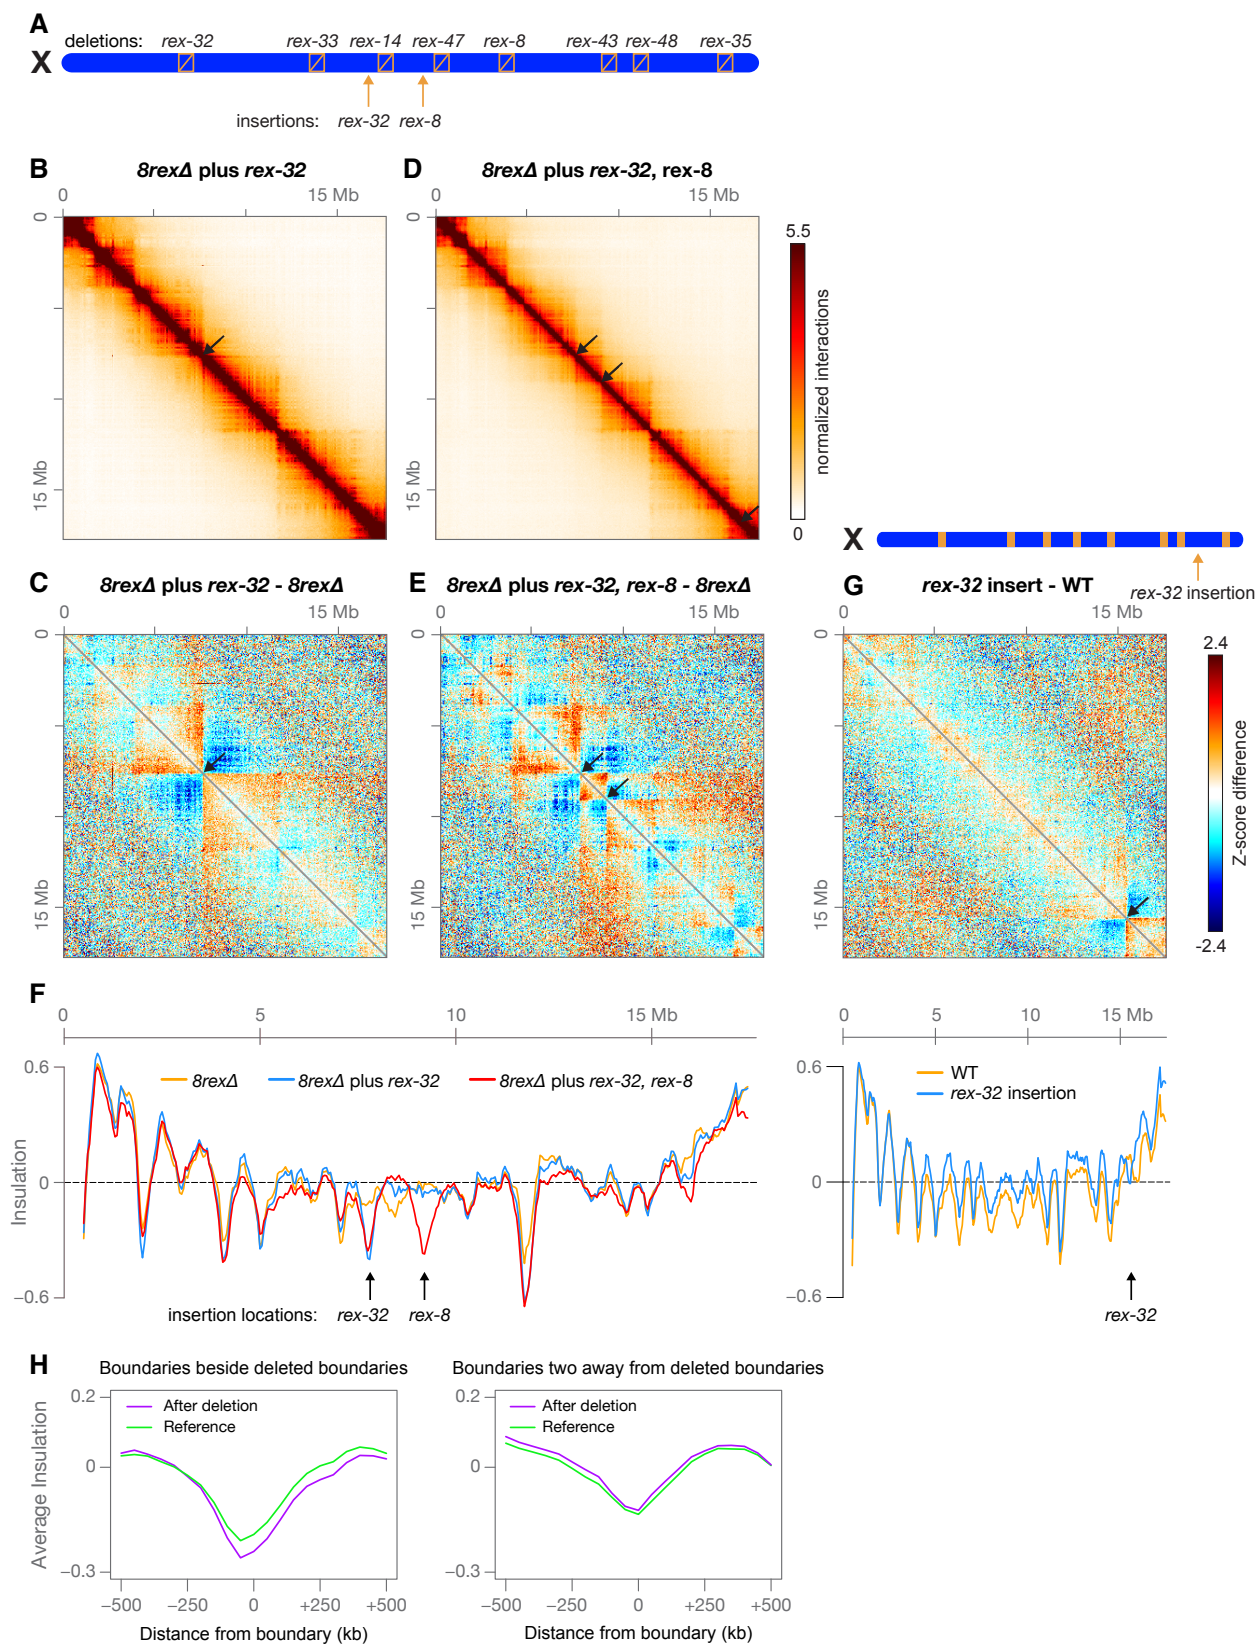 A
deletions: rex-32 rex-33 rex-14 rex-47 rex-8 rex-43 rex-48 rex-35
X
insertions: rex-32 rex-8
B 8rexΔ plus rex-32
0 15 Mb
0
15 Mb
D 8rexΔ plus rex-32, rex-8
0 15 Mb
0
15 Mb
5.5
normalized interactions
0
X
rex-32 insertion
C 8rexΔ plus rex-32 - 8rexΔ
0 15 Mb
0
15 Mb
E 8rexΔ plus rex-32, rex-8 - 8rexΔ
0 15 Mb
0
15 Mb
G rex-32 insert - WT
0 15 Mb
0
15 Mb
2.4
Z-score difference
-2.4
F
0 5 10 15 Mb
0.6
0
−0.6
Insulation
8rexΔ 8rexΔ plus rex-32 8rexΔ plus rex-32, rex-8
insertion locations: rex-32 rex-8
0 5 10 15 Mb
0.6
0
−0.6
WT
rex-32 insertion
rex-32
H Boundaries beside deleted boundaries
0.2
0
−0.3
Average Insulation
After deletion
Reference
−500 −250 0 +250 +500
Distance from boundary (kb)
Boundaries two away from deleted boundaries
0.2
0
−0.3
After deletion
Reference
−500 −250 0 +250 +500
Distance from boundary (kb)